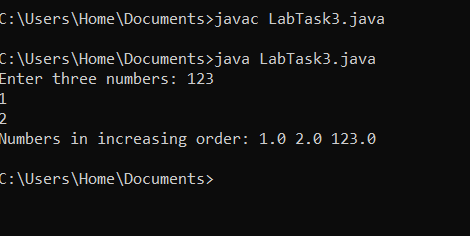 C:\Users\Home\Documents>javac LabTask3.java
C:\Users\Home\Documents>java LabTask3.java
Enter three numbers: 123
1
2
Numbers in increasing order: 1.0 2.0 123.0
C:\Users\Home\Documents>